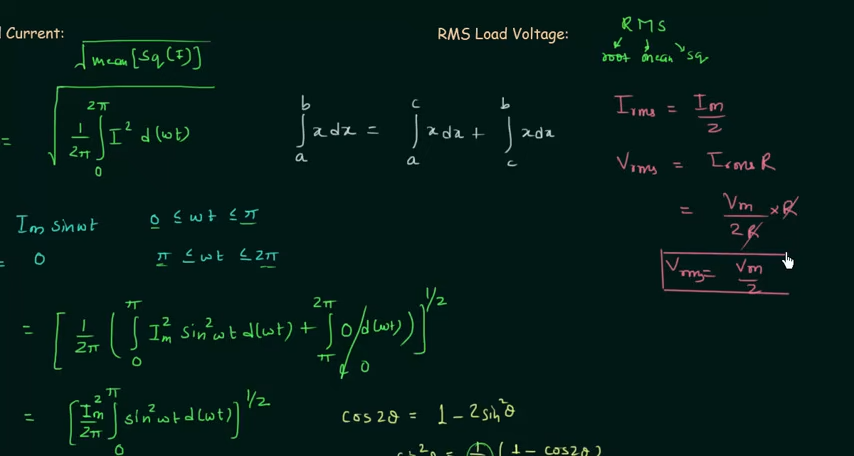 Current:
√mean[Sq(I)]
= √1/2π ∫₀^2π I² d(ωt)
Im sinωt 0 ≤ ωt ≤ π
= 0 π ≤ ωt ≤ 2π
= [1/2π (∫₀^π Im² sin²ωt d(ωt) + ∫π^2π 0 d(ωt))]^1/2
0
= [Im²/2π ∫₀^π sin²ωt d(ωt)]^1/2
∫ₐ^b x dx = ∫ₐ^c x dx + ∫c^b x dx
cos2θ = 1 - 2sin²θ
(1 - cos2θ)
RMS Load Voltage:
RMS
root mean sq
Irms = Im/2
Vrms = Irms R
= Vm/2R × R
Vrms = Vm/2